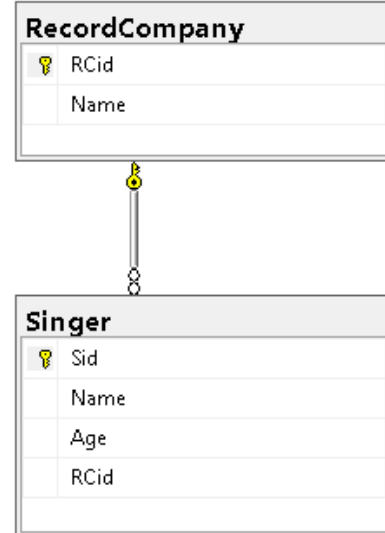 RecordCompany
RCid
Name
Singer
Sid
Name
Age
RCid